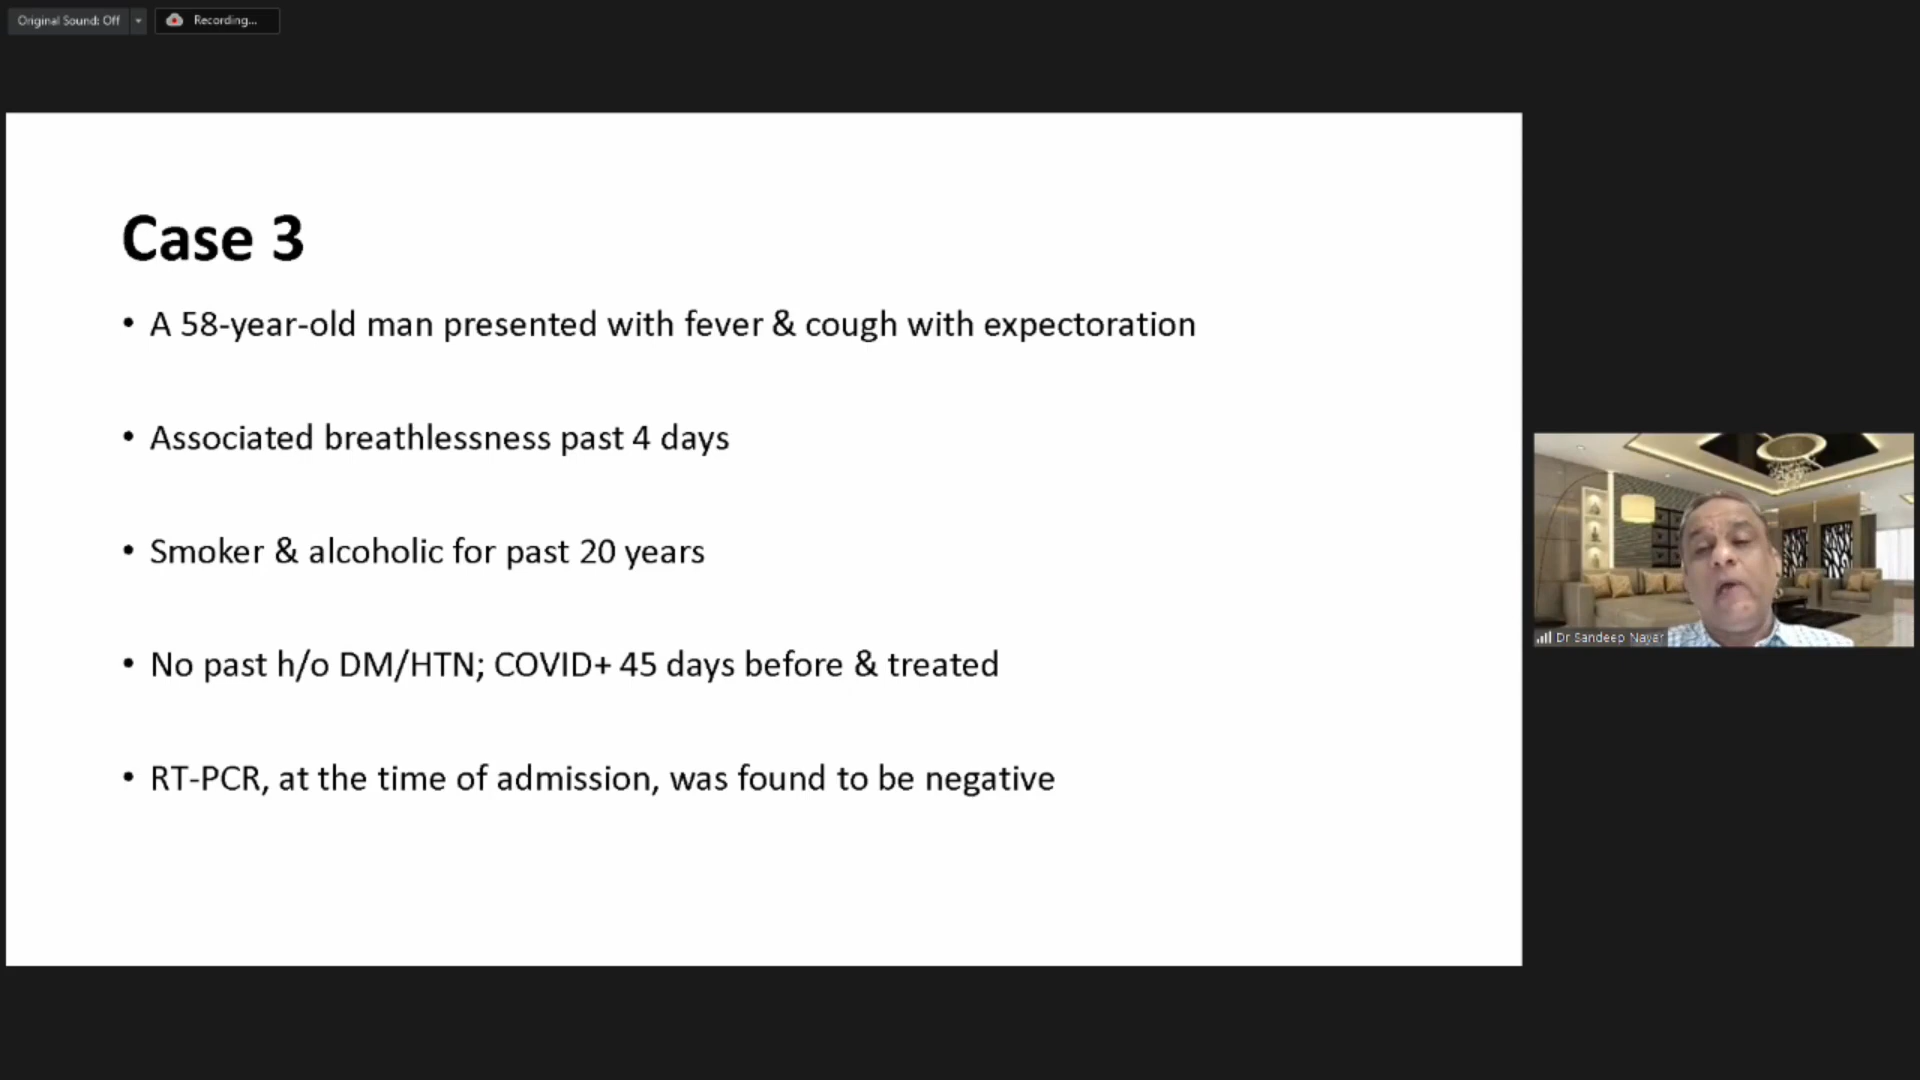 Original Sound: Off
Recording...
Case 3
• A 58-year-old man presented with fever & cough with expectoration
• Associated breathlessness past 4 days
• Smoker & alcoholic for past 20 years
• No past h/o DM/HTN; COVID+ 45 days before & treated
• RT-PCR, at the time of admission, was found to be negative
Dr Sandeep Nayar